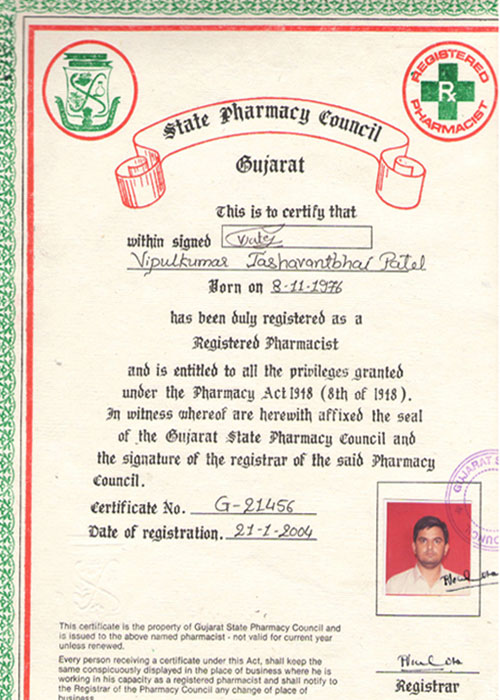 REGISTERED PHARMACIST
Rx
State Pharmacy Council
Gujarat
This is to certify that
within signed
Vipulkumar Jashavantbhai Patel
Born on 8-11-1976
has been duly registered as a
Registered Pharmacist
and is entitled to all the privileges granted
under the Pharmacy Act 1948 (8th of 1948).
In witness whereof are herewith affixed the seal
of the Gujarat State Pharmacy Council and
the signature of the registrar of the said Pharmacy
Council.
Certificate No. G-21456
Date of registration. 21-1-2004
GUJARAT S
This certificate is the property of Gujarat State Pharmacy Council and
is issued to the above named pharmacist - not valid for current year
unless renewed.
Every person receiving a certificate under this Act, shall keep the
same conspicuously displayed in the place of business where he is
working in his capacity as a registered pharmacist and shall notify to
the Registrar of the Pharmacy Council any change of place of
business
Registrar